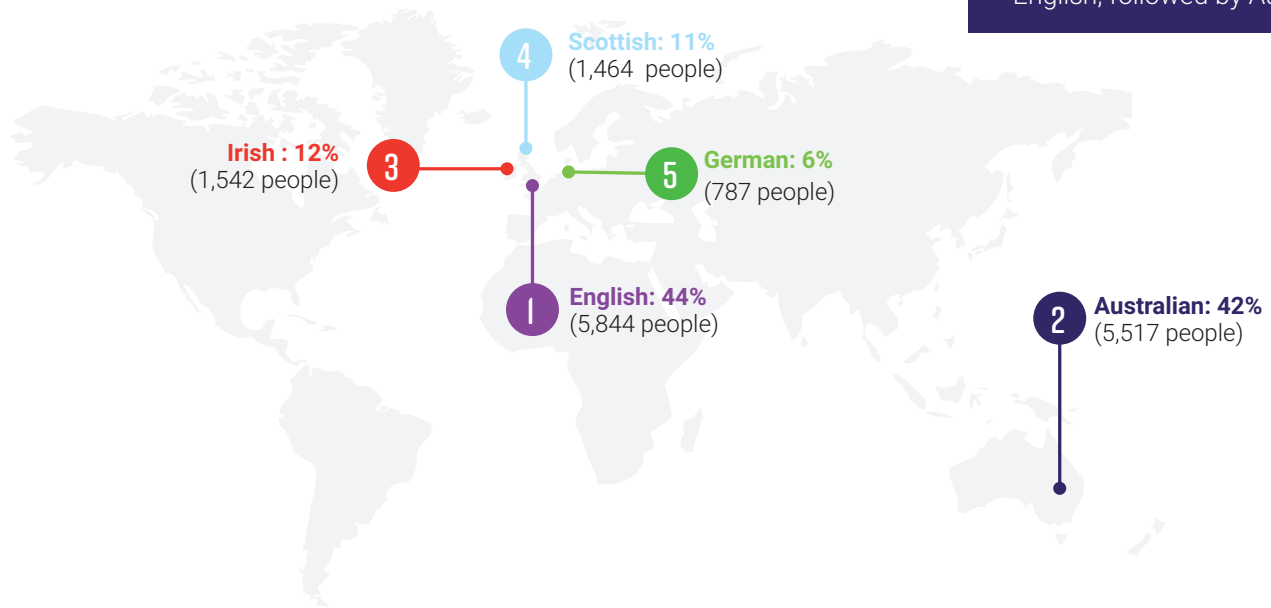 English, followed by Au
4
Scottish: 11%
(1,464 people)
Irish : 12%
(1,542 people)
3
5
German: 6%
(787 people)
1
English: 44%
(5,844 people)
2
Australian: 42%
(5,517 people)